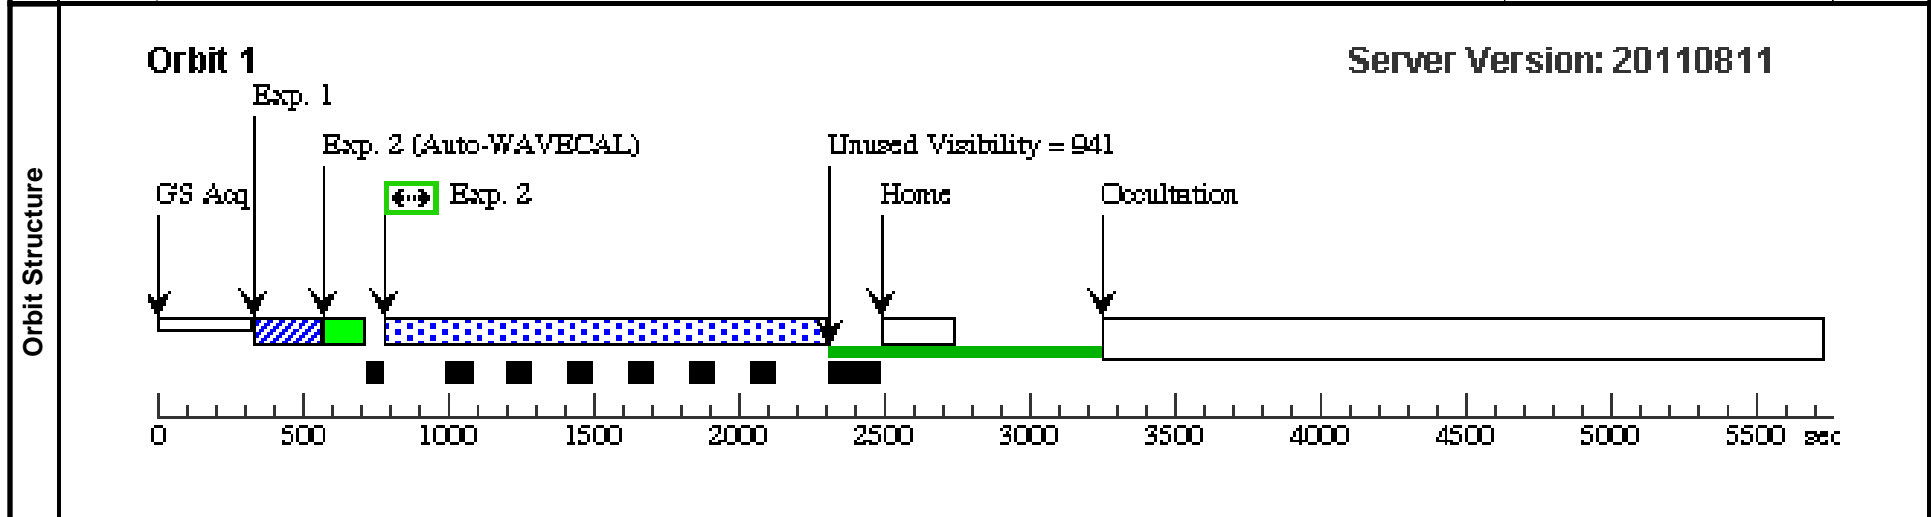 Orbit Structure
Orbit 1
Server Version: 20110811
Exp. 1
Exp. 2 (Auto-WAVECAL)
Unused Visibility = 941
GS Acq
Exp. 2
Home
Occultation
0 500 1000 1500 2000 2500 3000 3500 4000 4500 5000 5500 sec